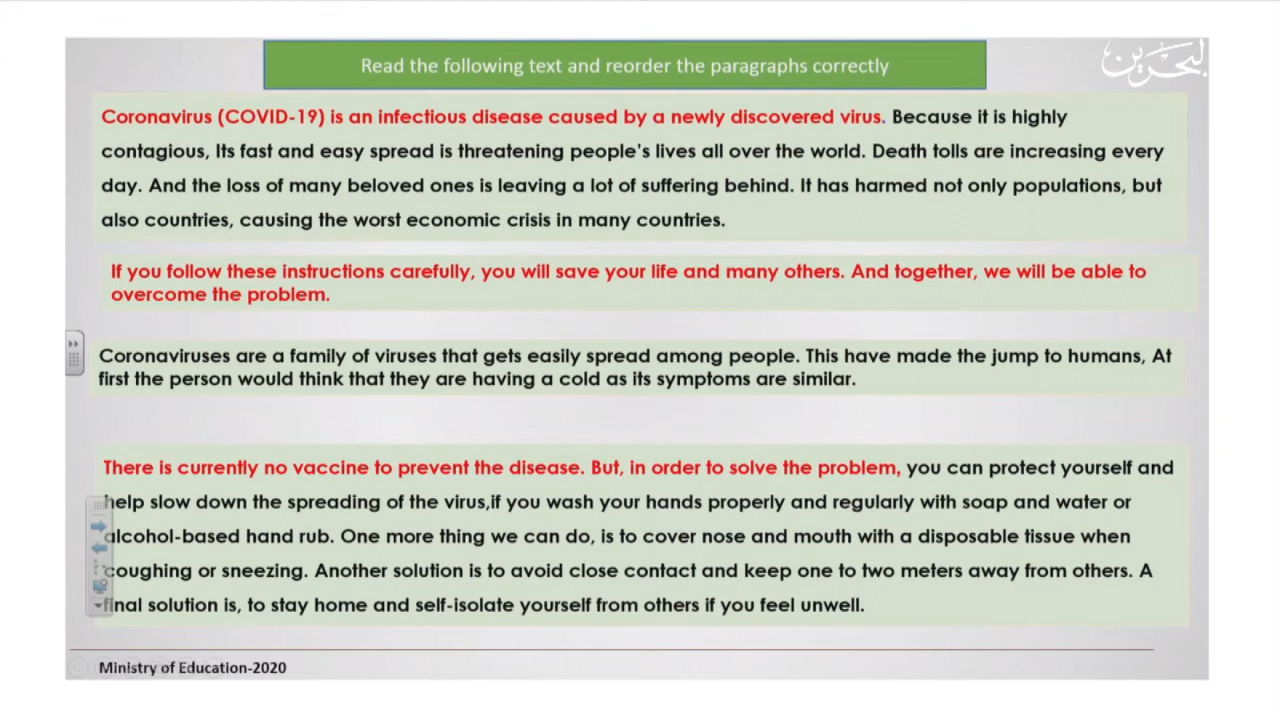 البحرين
Read the following text and reorder the paragraphs correctly
Coronavirus (COVID-19) is an infectious disease caused by a newly discovered virus. Because it is highly
contagious, Its fast and easy spread is threatening people's lives all over the world. Death tolls are increasing every
day. And the loss of many beloved ones is leaving a lot of suffering behind. It has harmed not only populations, but
also countries, causing the worst economic crisis in many countries.
If you follow these instructions carefully, you will save your life and many others. And together, we will be able to
overcome the problem.
Coronaviruses are a family of viruses that gets easily spread among people. This have made the jump to humans, At
first the person would think that they are having a cold as its symptoms are similar.
There is currently no vaccine to prevent the disease. But, in order to solve the problem, you can protect yourself and
help slow down the spreading of the virus,if you wash your hands properly and regularly with soap and water or
alcohol-based hand rub. One more thing we can do, is to cover nose and mouth with a disposable tissue when
coughing or sneezing. Another solution is to avoid close contact and keep one to two meters away from others. A
final solution is, to stay home and self-isolate yourself from others if you feel unwell.
Ministry of Education-2020